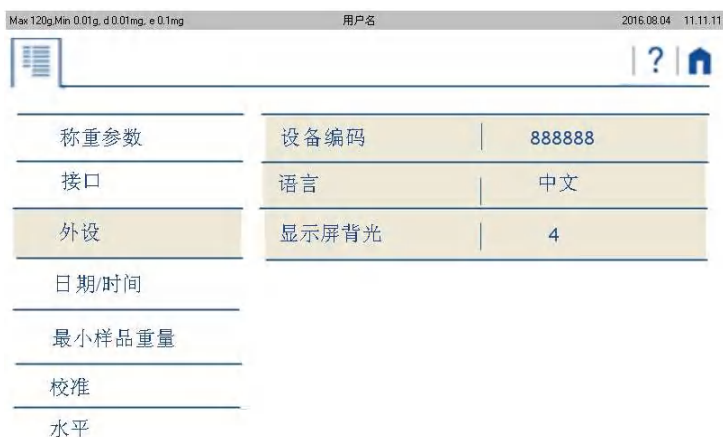 Max 120g,Min 0.01g, d 0.01mg, e 0.1mg 用户名 2016.08.04 11.11.11
?
称重参数 设备编码 888888
接口 语言 中文
外设 显示屏背光 4
日期/时间
最小样品重量
校准
水平